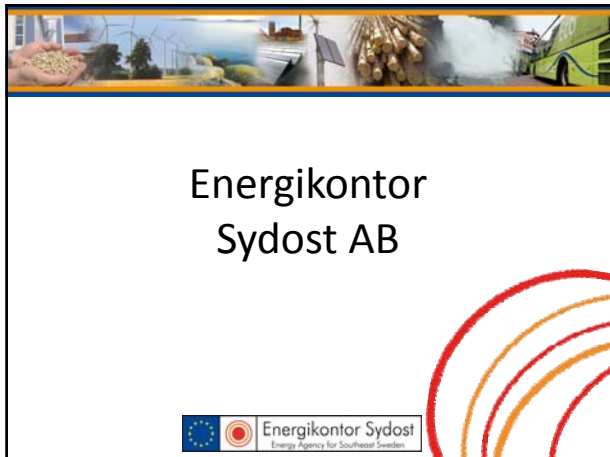 Energikontor
Sydost AB
Energikontor Sydost
Energy Agency for Southeast Sweden